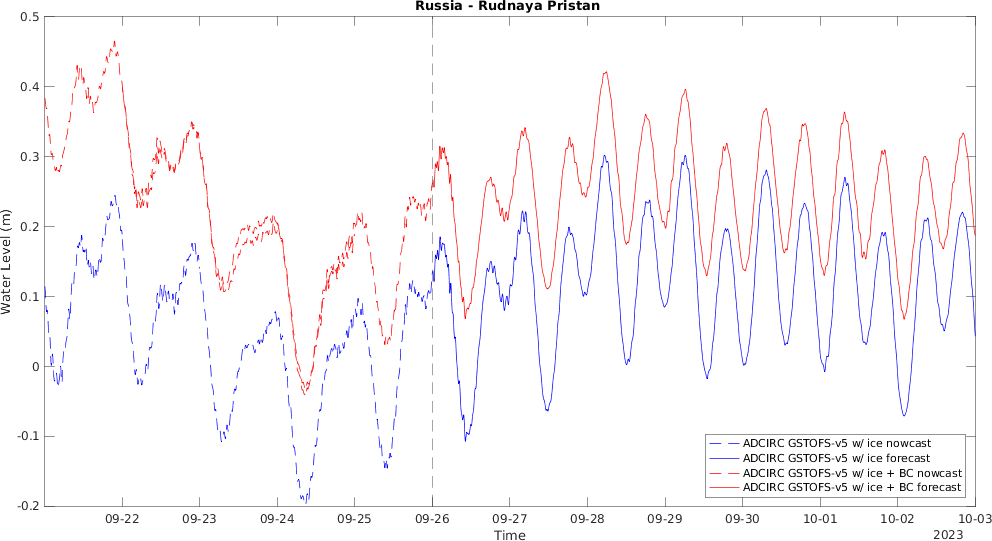 Russia - Rudnaya Pristan
Water Level (m)
0.5
0.4
0.3
0.2
0.1
0
-0.1
-0.2
ADCIRC GSTOFS-v5 w/ ice nowcast
ADCIRC GSTOFS-v5 w/ ice forecast
ADCIRC GSTOFS-v5 w/ ice + BC nowcast
ADCIRC GSTOFS-v5 w/ ice + BC forecast
09-22 09-23 09-24 09-25 09-26 09-27 09-28 09-29 09-30 10-01 10-02 10-03
Time
2023